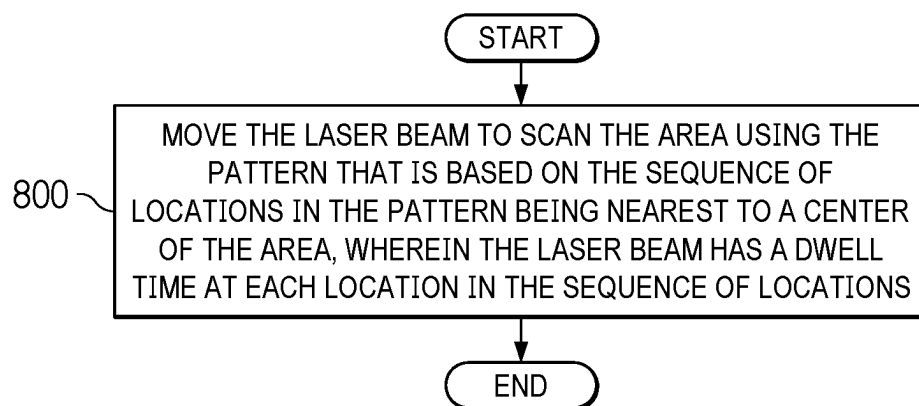 START
800
MOVE THE LASER BEAM TO SCAN THE AREA USING THE
PATTERN THAT IS BASED ON THE SEQUENCE OF
LOCATIONS IN THE PATTERN BEING NEAREST TO A CENTER
OF THE AREA, WHEREIN THE LASER BEAM HAS A DWELL
TIME AT EACH LOCATION IN THE SEQUENCE OF LOCATIONS
END